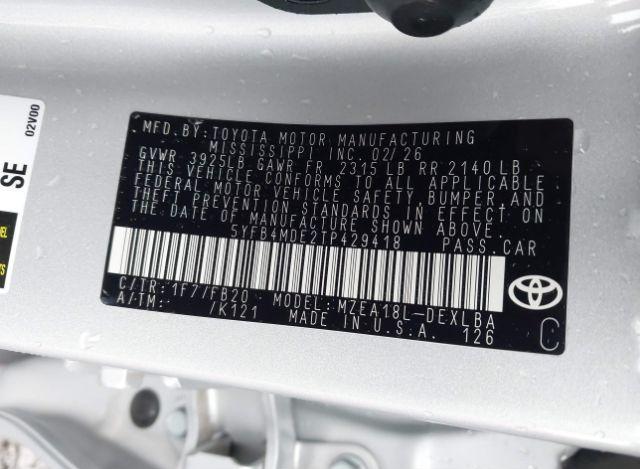 MFD. BY: TOYOTA MOTOR MANUFACTURING
MISSISSIPPI INC. 02/26
GVWR 3925LB GAWR FR 2315 LB RR 2140 LB
THIS VEHICLE CONFORMS TO ALL APPLICABLE
FEDERAL MOTOR VEHICLE SAFETY, BUMPER, AND
THEFT PREVENTION STANDARDS IN EFFECT ON
THE DATE OF MANUFACTURE SHOWN ABOVE.
5YFB4MDE2TP429418 PASS. CAR
C/TR: 1F7/FB20 MODEL: MZEA18L-DEXLBA
A/TM: /K121 MADE IN U.S.A. 126
C
SE
02V00